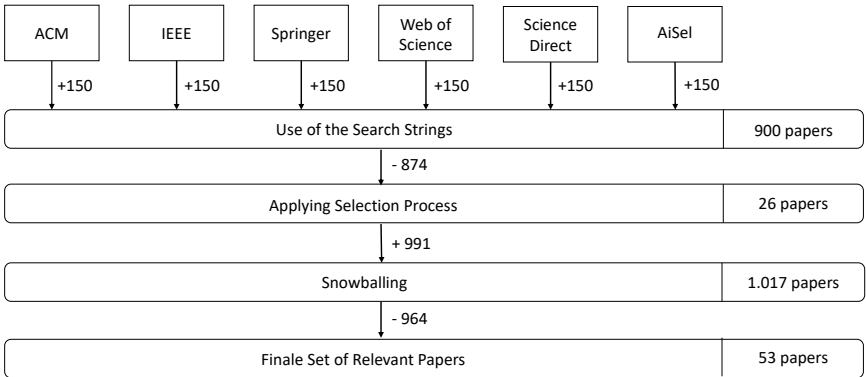 ACM
IEEE
Springer
Web of
Science
Science
Direct
AiSel
+150
+150
+150
+150
+150
+150
Use of the Search Strings
900 papers
- 874
Applying Selection Process
26 papers
+ 991
Snowballing
1.017 papers
- 964
Finale Set of Relevant Papers
53 papers